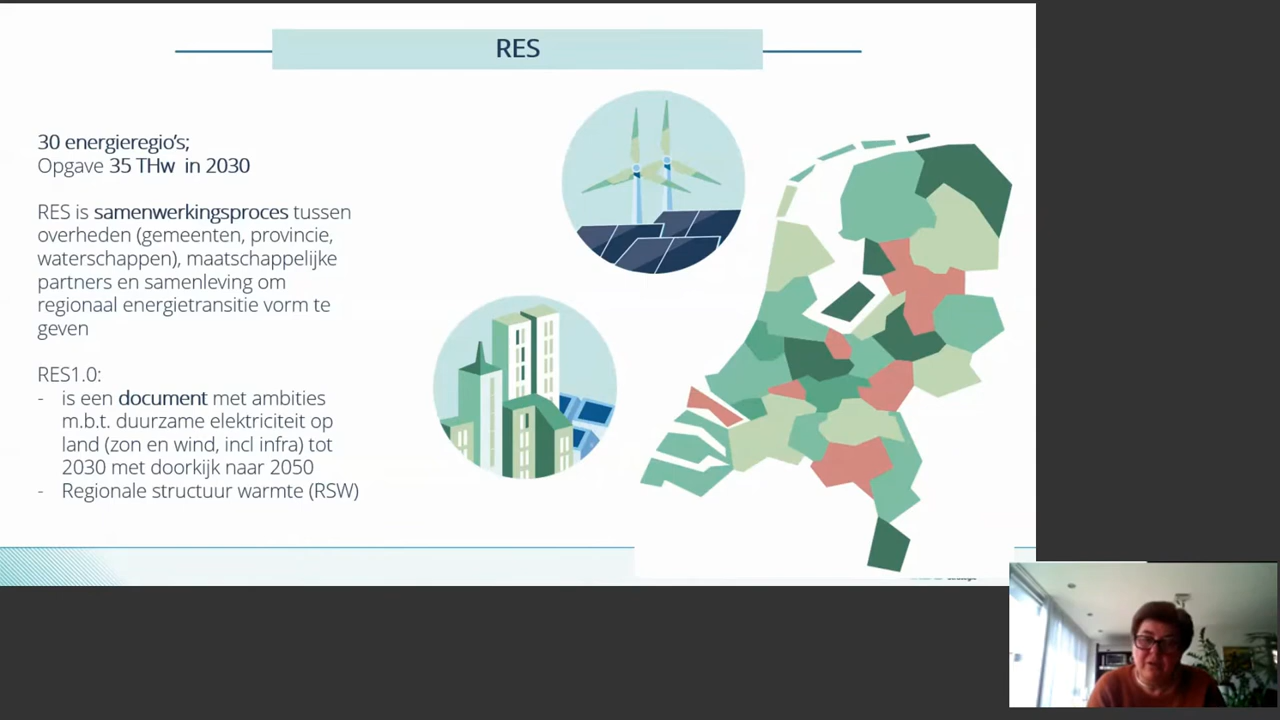 RES
30 energieregio's;
Opgave 35 THw in 2030
RES is samenwerkingsproces tussen
overheden (gemeenten, provincie,
waterschappen), maatschappelijke
partners en samenleving om
regionaal energietransitie vorm te
geven
RES1.0:
- is een document met ambities
m.b.t. duurzame elektriciteit op
land (zon en wind, incl infra) tot
2030 met doorkijk naar 2050
- Regionale structuur warmte (RSW)